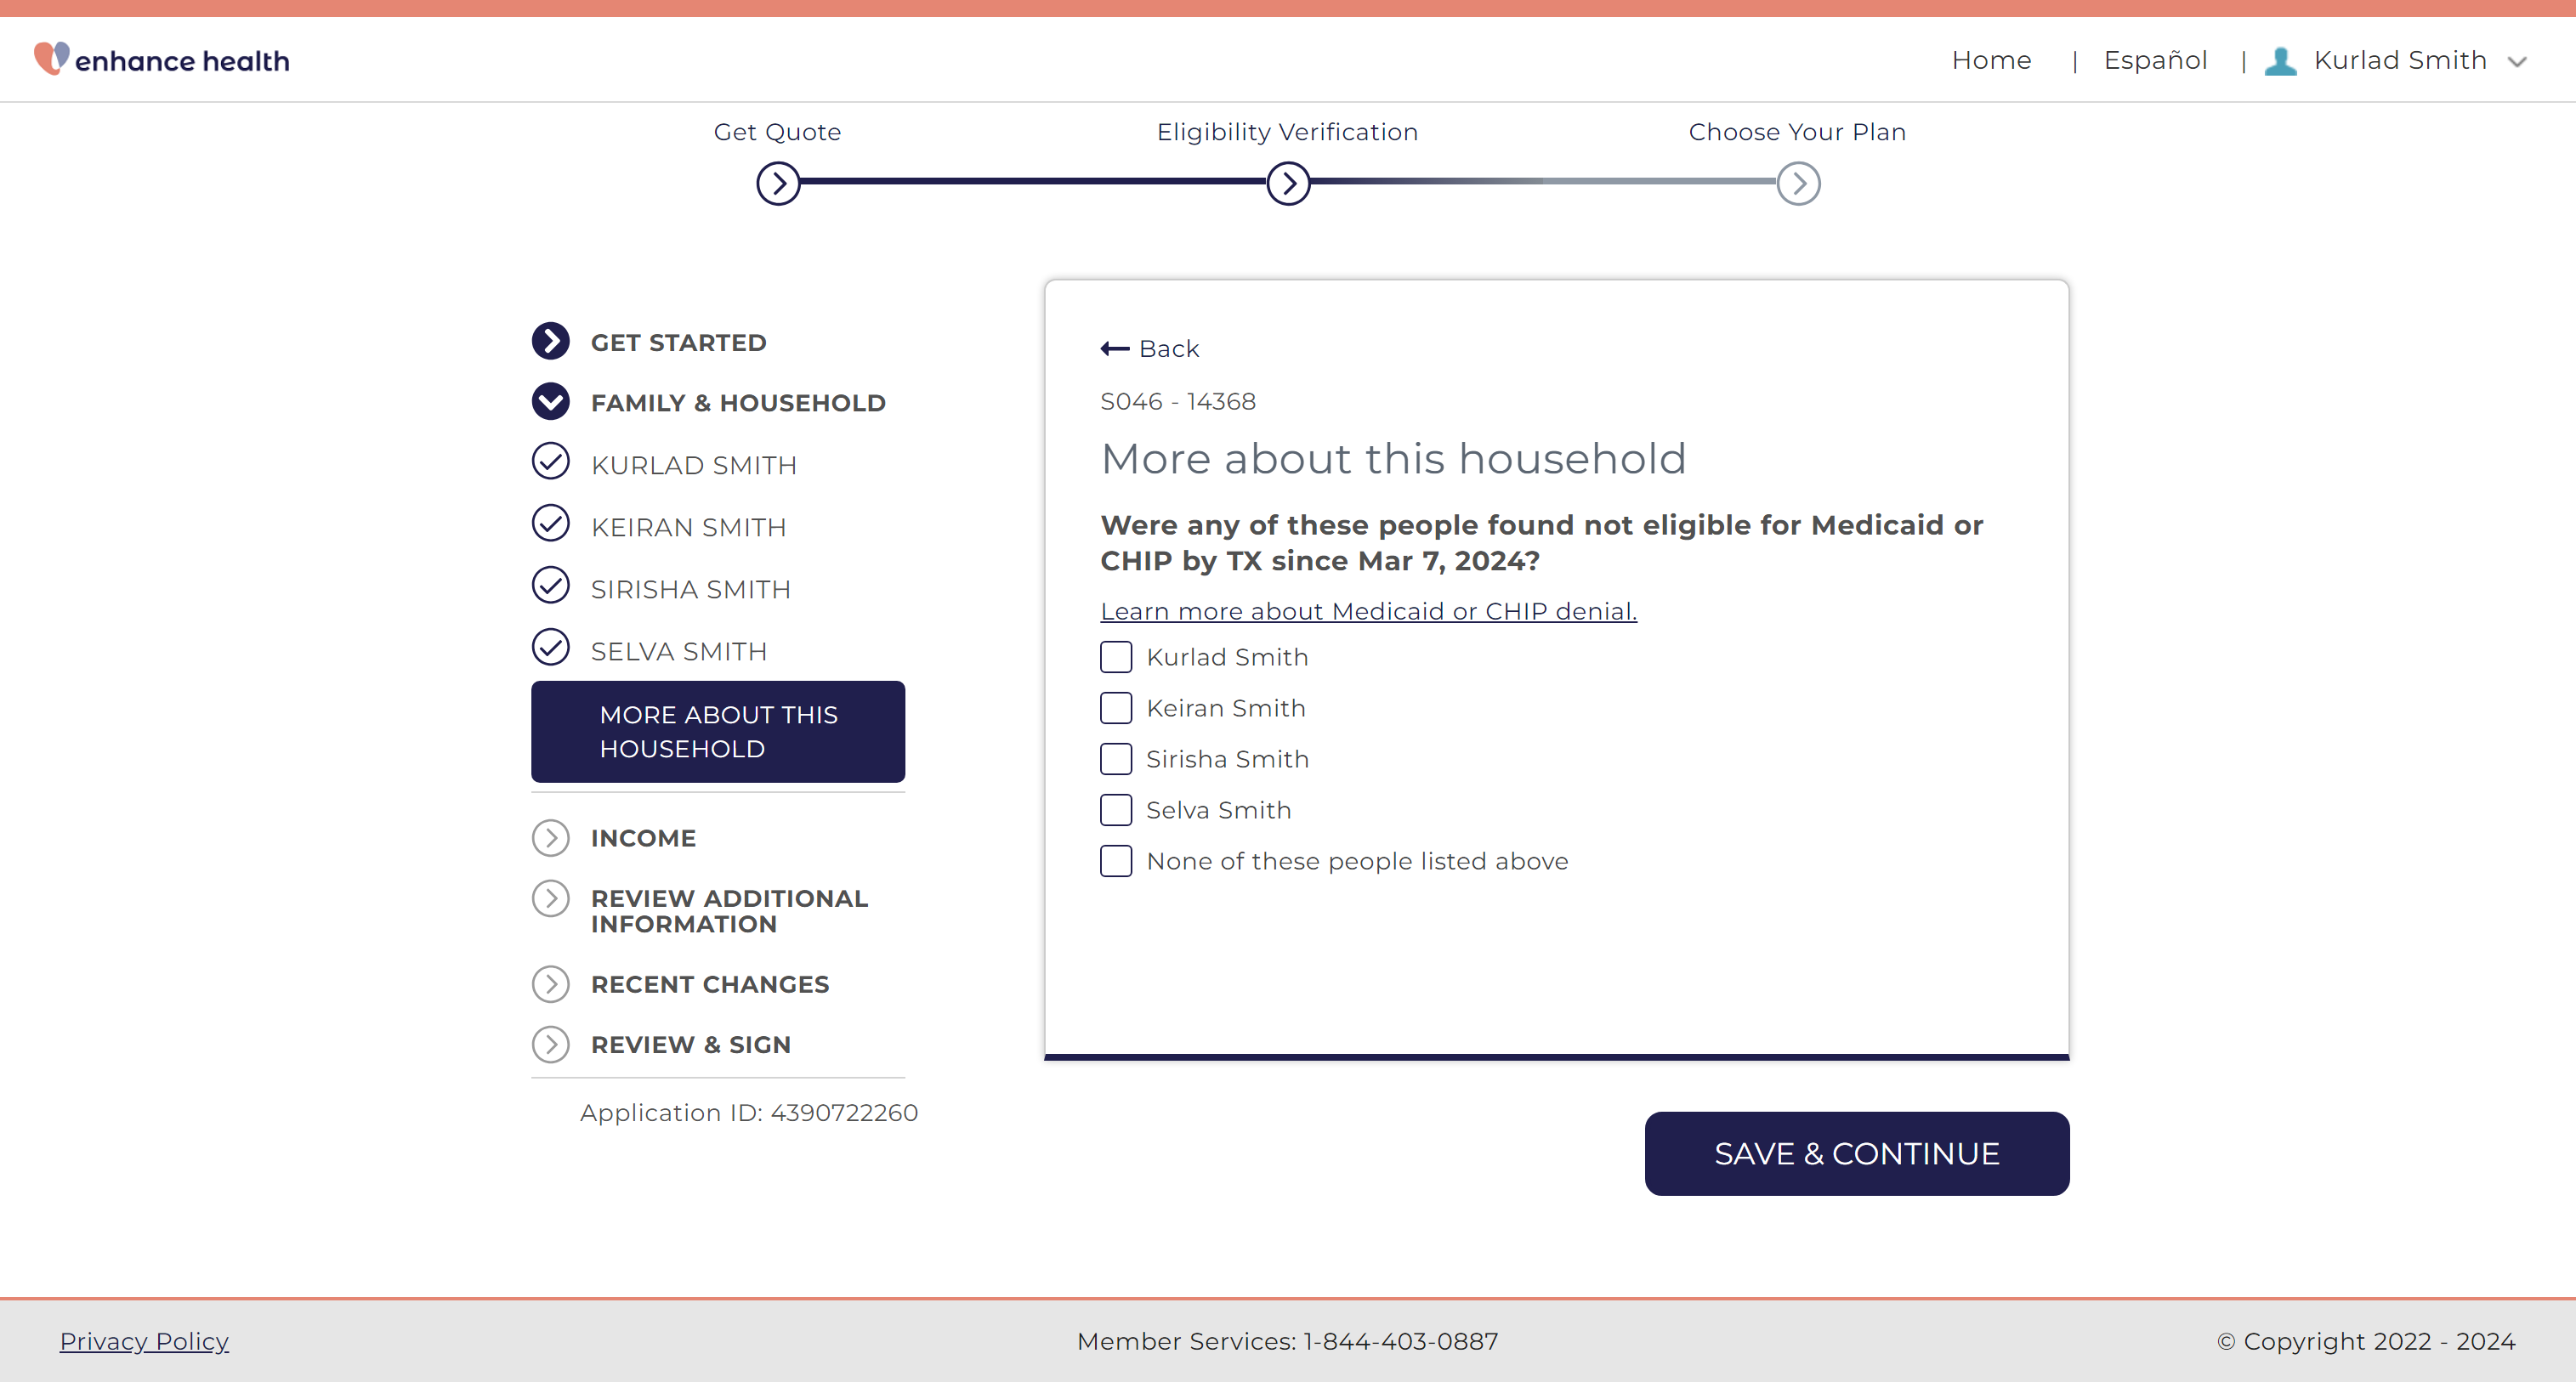 enhance health
Home | Español | Kurlad Smith
Get Quote
Eligibility Verification
Choose Your Plan
GET STARTED
FAMILY & HOUSEHOLD
KURLAD SMITH
KEIRAN SMITH
SIRISHA SMITH
SELVA SMITH
MORE ABOUT THIS
HOUSEHOLD
INCOME
REVIEW ADDITIONAL
INFORMATION
RECENT CHANGES
REVIEW & SIGN
Application ID: 4390722260
Back
S046 - 14368
More about this household
Were any of these people found not eligible for Medicaid or
CHIP by TX since Mar 7, 2024?
Learn more about Medicaid or CHIP denial.
Kurlad Smith
Keiran Smith
Sirisha Smith
Selva Smith
None of these people listed above
SAVE & CONTINUE
Privacy Policy
Member Services: 1-844-403-0887
© Copyright 2022 - 2024